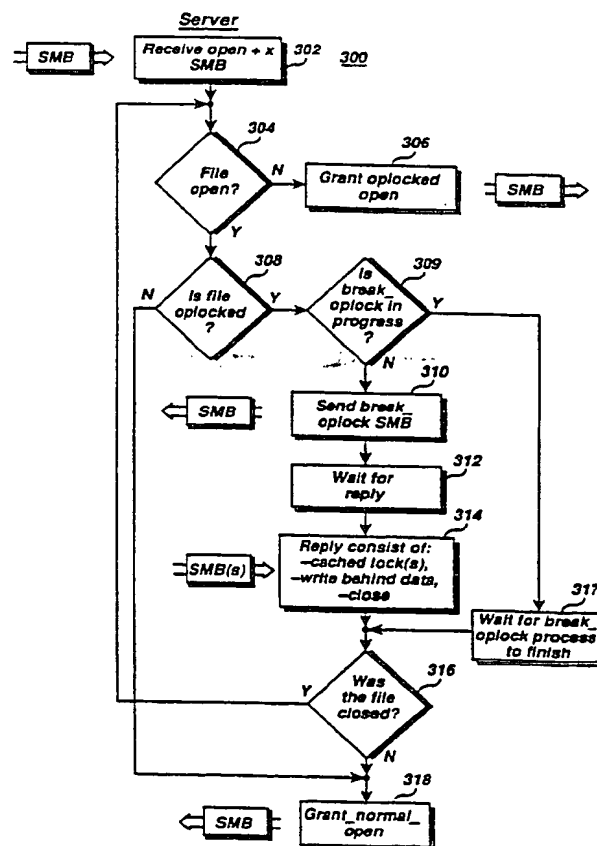 Server
SMB
Receive open + x
SMB
302
300
304
File
open?
N
Y
306
Grant oplocked
open
SMB
308
Is file
oplocked
?
N
Y
309
Is
break_
oplock in
progress
?
Y
N
310
Send break_
oplock SMB
SMB
312
Wait for
reply
314
Reply consist of:
–cached lock(s),
–write behind data,
–close
SMB(s)
317
Wait for break_
oplock process
to finish
316
Was
the file
closed?
Y
N
318
Grant_normal_
open
SMB